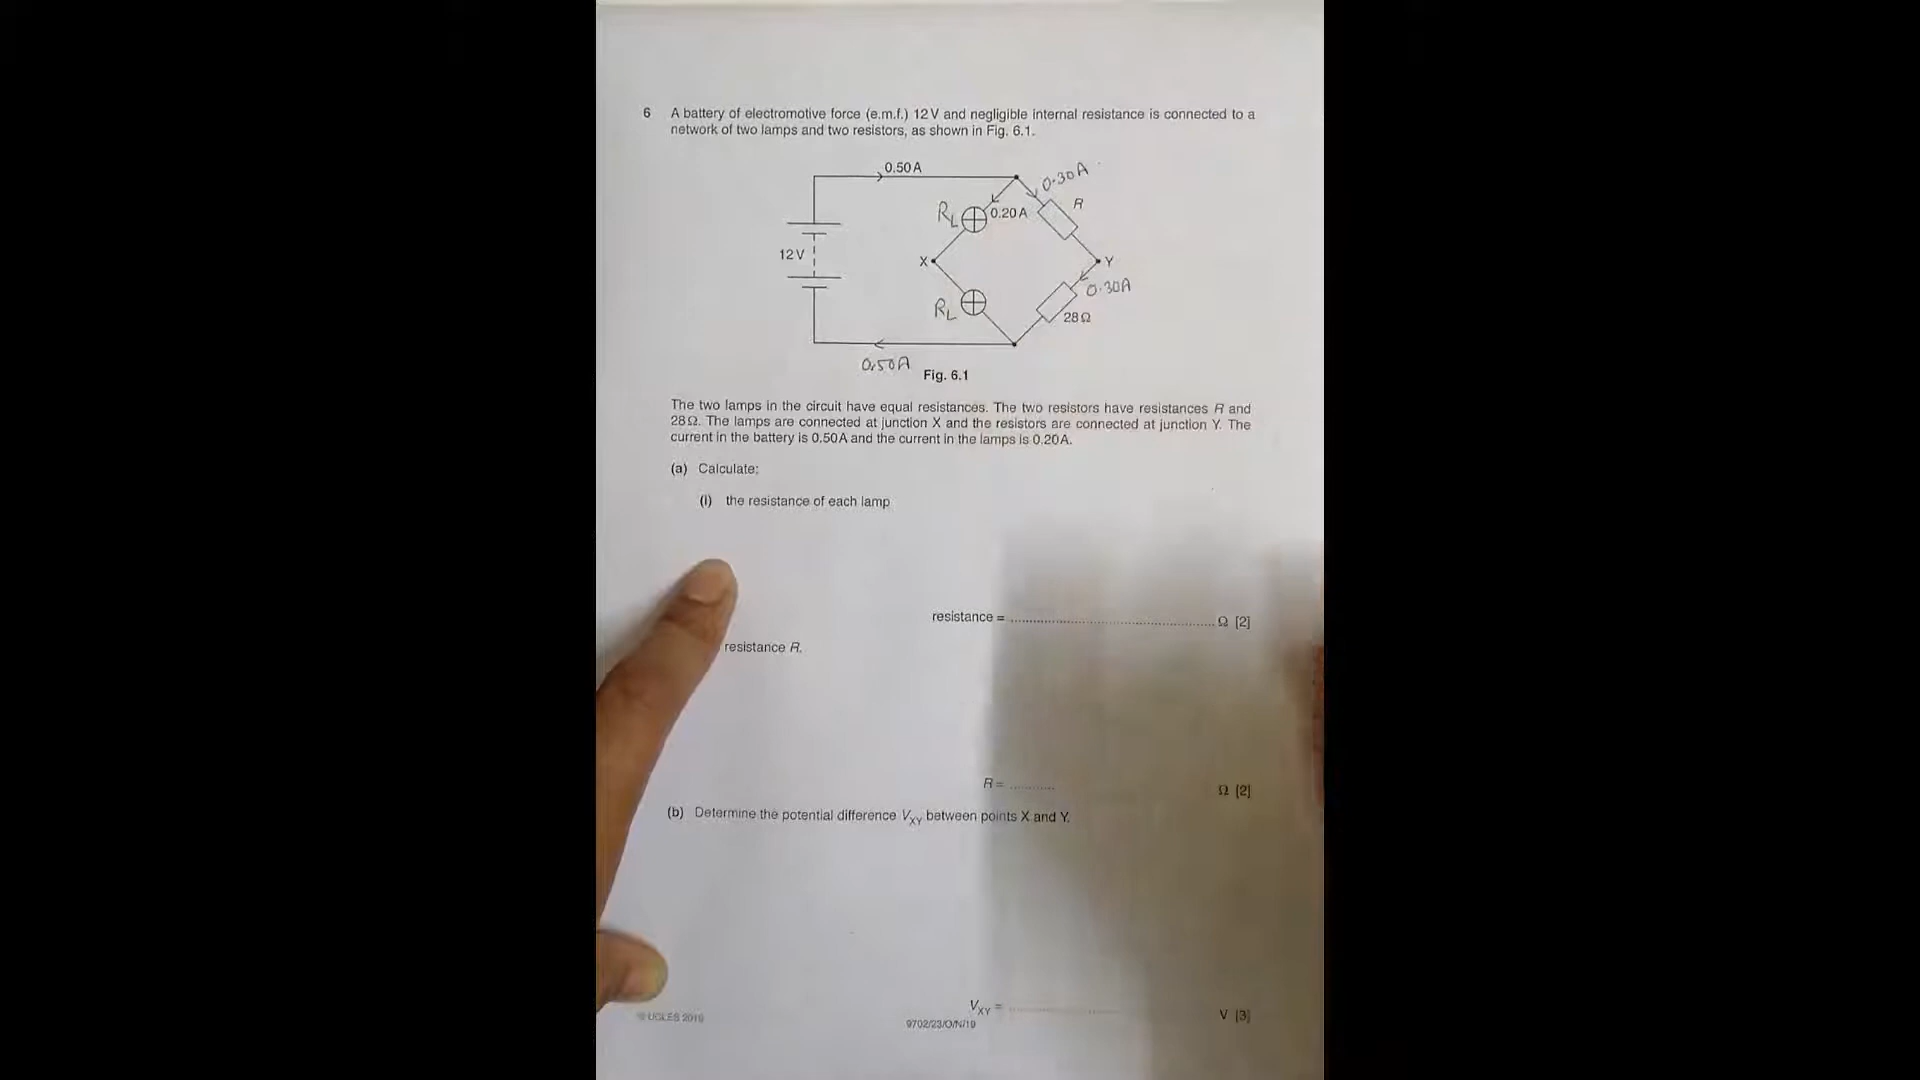 6 A battery of electromotive force (e.m.f.) 12 V and negligible internal resistance is connected to a
network of two lamps and two resistors, as shown in Fig. 6.1.
0.50 A
0.30A
R
R_L
0.20 A
12 V
X
Y
0.30A
R_L
28 Ω
0.50A
Fig. 6.1
The two lamps in the circuit have equal resistances. The two resistors have resistances R and
28 Ω. The lamps are connected at junction X and the resistors are connected at junction Y. The
current in the battery is 0.50 A and the current in the lamps is 0.20 A.
(a) Calculate:
(i) the resistance of each lamp
resistance = .................................................. Ω [2]
resistance R.
R = ........... Ω [2]
(b) Determine the potential difference V_XY between points X and Y.
V_XY = .......................... V [3]
© UCLES 2019
9702/23/O/N/19